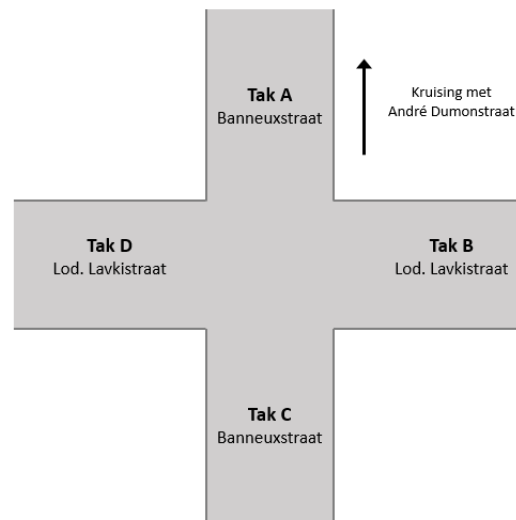 Tak A
Banneuxstraat
Kruising met
André Dumonstraat
Tak D
Lod. Lavkistraat
Tak B
Lod. Lavkistraat
Tak C
Banneuxstraat